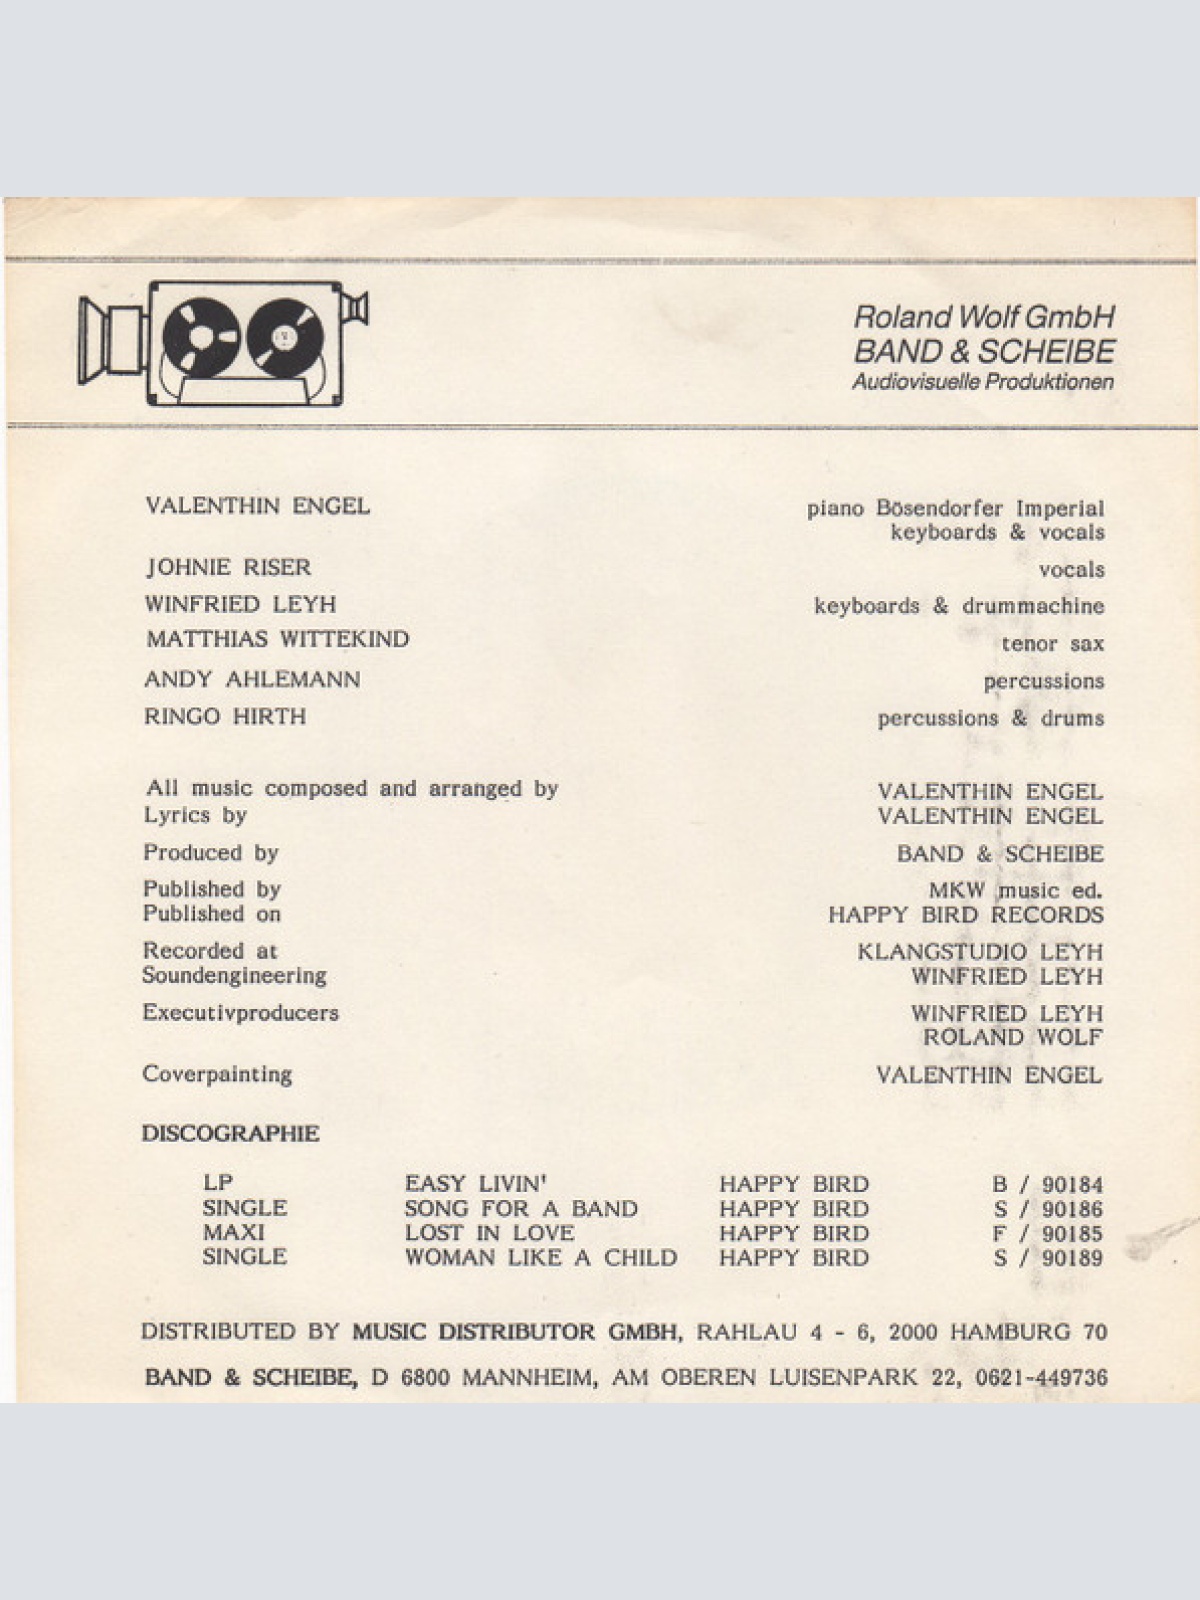 Roland Wolf GmbH
BAND & SCHEIBE
Audiovisuelle Produktionen
VALENTHIN ENGEL piano Bösendorfer Imperial
keyboards & vocals
JOHNIE RISER vocals
WINFRIED LEYH keyboards & drummachine
MATTHIAS WITTEKIND tenor sax
ANDY AHLEMANN percussions
RINGO HIRTH percussions & drums
All music composed and arranged by VALENTHIN ENGEL
Lyrics by VALENTHIN ENGEL
Produced by BAND & SCHEIBE
Published by MKW music ed.
Published on HAPPY BIRD RECORDS
Recorded at KLANGSTUDIO LEYH
Soundengineering WINFRIED LEYH
Executivproducers WINFRIED LEYH
ROLAND WOLF
Coverpainting VALENTHIN ENGEL
DISCOGRAPHIE
LP EASY LIVIN' HAPPY BIRD B / 90184
SINGLE SONG FOR A BAND HAPPY BIRD S / 90186
MAXI LOST IN LOVE HAPPY BIRD F / 90185
SINGLE WOMAN LIKE A CHILD HAPPY BIRD S / 90189
DISTRIBUTED BY MUSIC DISTRIBUTOR GMBH, RAHLAU 4 - 6, 2000 HAMBURG 70
BAND & SCHEIBE, D 6800 MANNHEIM, AM OBEREN LUISENPARK 22, 0621-449736